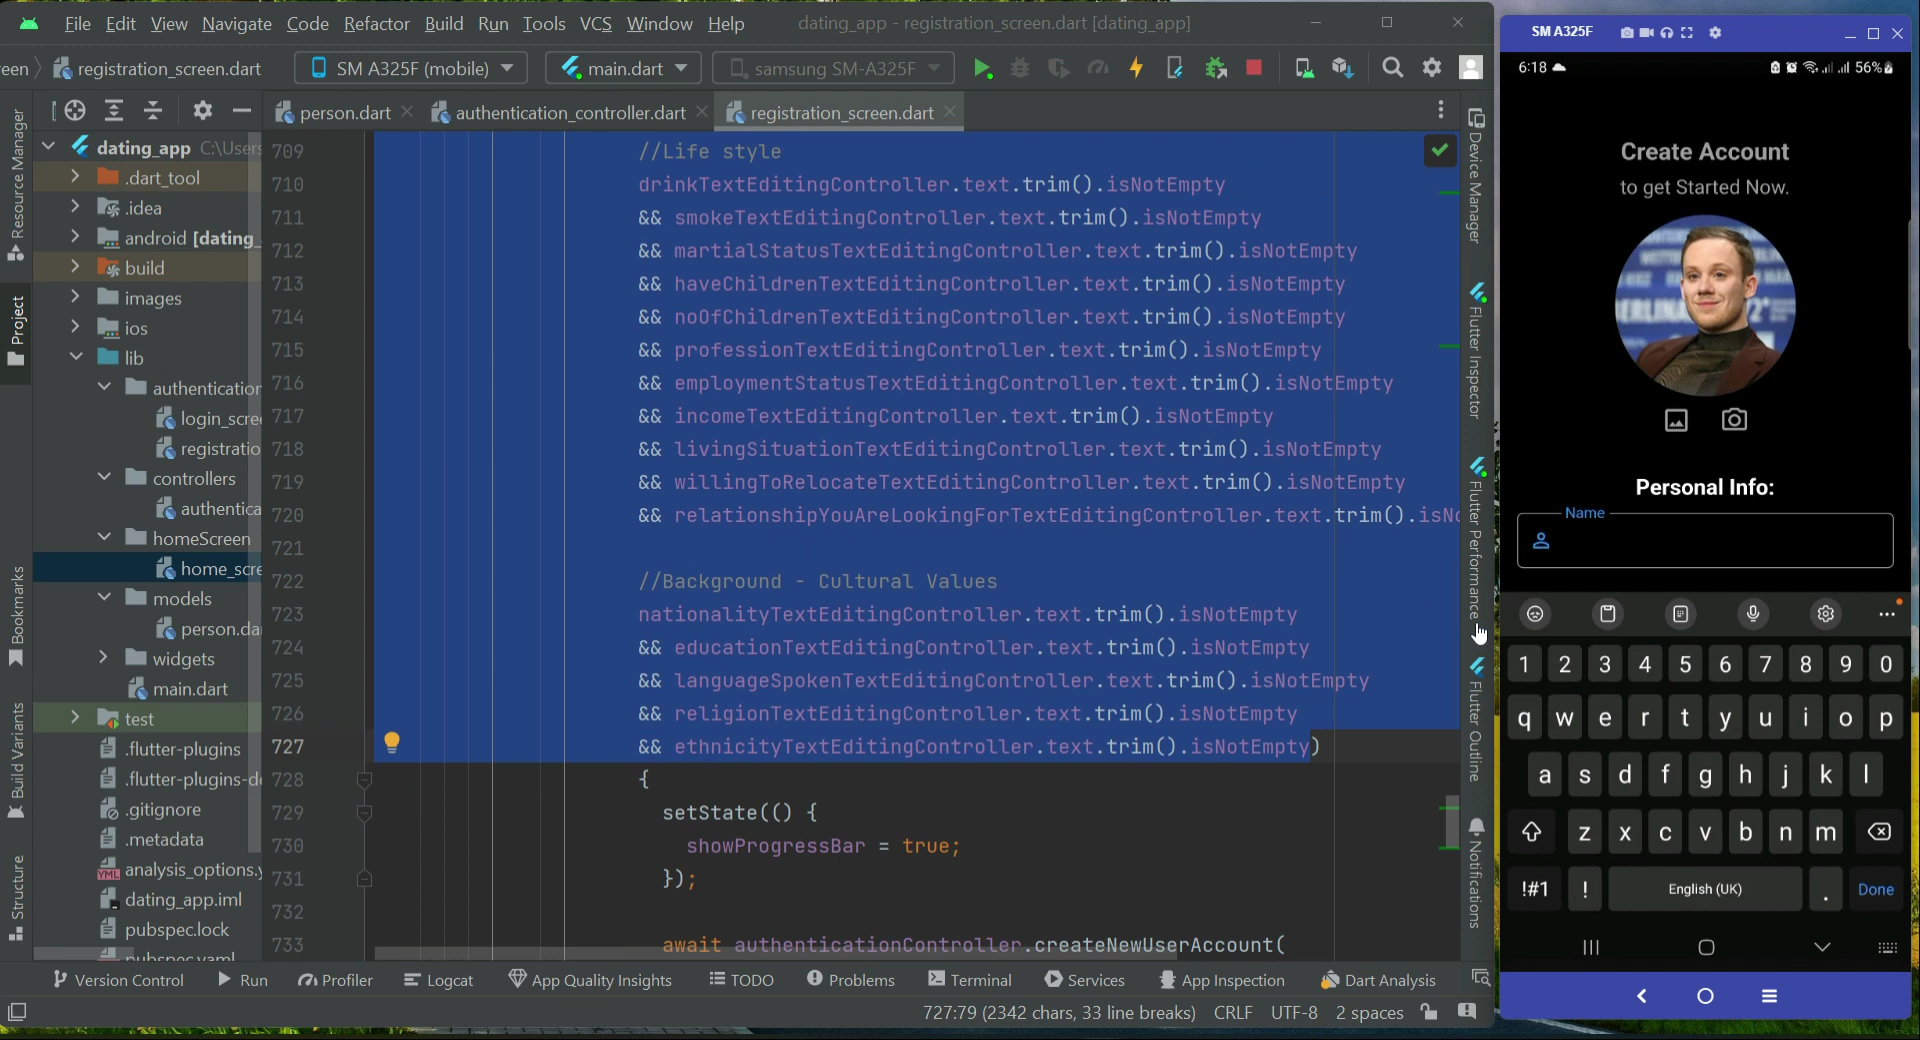 File Edit View Navigate Code Refactor Build Run Tools VCS Window Help dating_app - registration_screen.dart [dating_app]
een registration_screen.dart SM A325F (mobile) main.dart samsung SM-A325F
person.dart authentication_controller.dart registration_screen.dart
Resource Manager
Project
Bookmarks
Build Variants
Structure
dating_app C:\Users
.dart_tool
.idea
android [dating_
build
images
ios
lib
authentication
login_scre
registratio
controllers
authentica
homeScreen
home_scre
models
person.da
widgets
main.dart
test
.flutter-plugins
.flutter-plugins-d
.gitignore
.metadata
analysis_options.y
YML
dating_app.iml
pubspec.lock
pubspec.yaml
709 //Life style
710 drinkTextEditingController.text.trim().isNotEmpty
711 && smokeTextEditingController.text.trim().isNotEmpty
712 && martialStatusTextEditingController.text.trim().isNotEmpty
713 && haveChildrenTextEditingController.text.trim().isNotEmpty
714 && noOfChildrenTextEditingController.text.trim().isNotEmpty
715 && professionTextEditingController.text.trim().isNotEmpty
716 && employmentStatusTextEditingController.text.trim().isNotEmpty
717 && incomeTextEditingController.text.trim().isNotEmpty
718 && livingSituationTextEditingController.text.trim().isNotEmpty
719 && willingToRelocateTextEditingController.text.trim().isNotEmpty
720 && relationshipYouAreLookingForTextEditingController.text.trim().isNo
721
722 //Background - Cultural Values
723 nationalityTextEditingController.text.trim().isNotEmpty
724 && educationTextEditingController.text.trim().isNotEmpty
725 && languageSpokenTextEditingController.text.trim().isNotEmpty
726 && religionTextEditingController.text.trim().isNotEmpty
727 && ethnicityTextEditingController.text.trim().isNotEmpty)
728 {
729 setState(() {
730 showProgressBar = true;
731 });
732
733 await authenticationController.createNewUserAccount(
Device Manager
Flutter Inspector
Flutter Performance
Flutter Outline
Notifications
Version Control Run Profiler Logcat App Quality Insights TODO Problems Terminal Services App Inspection Dart Analysis
727:79 (2342 chars, 33 line breaks) CRLF UTF-8 2 spaces
SM A325F
6:18 56%
Create Account
to get Started Now.
Personal Info:
Name
1 2 3 4 5 6 7 8 9 0
q w e r t y u i o p
a s d f g h j k l
z x c v b n m
!#1 ! English (UK) . Done